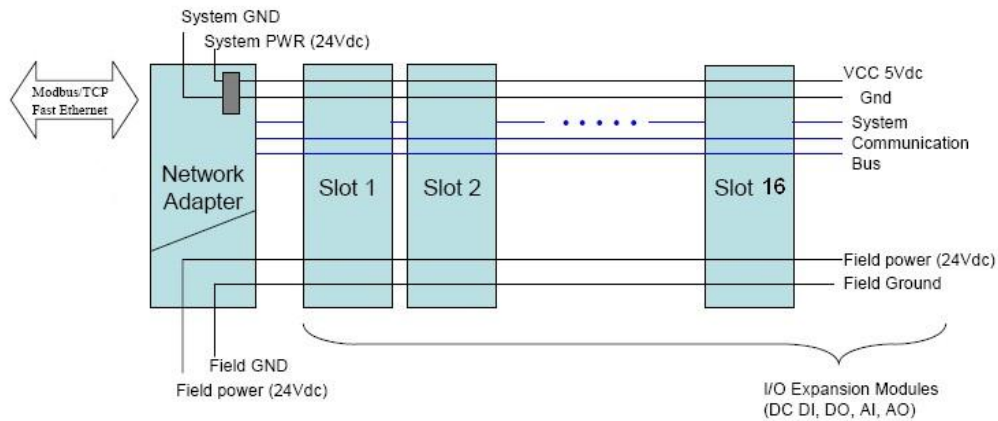 System GND
System PWR (24Vdc)
Modbus/TCP
Fast Ethernet
VCC 5Vdc
Gnd
System
Communication
Bus
Network
Adapter
Slot 1
Slot 2
Slot 16
Field power (24Vdc)
Field Ground
Field GND
Field power (24Vdc)
I/O Expansion Modules
(DC DI, DO, AI, AO)